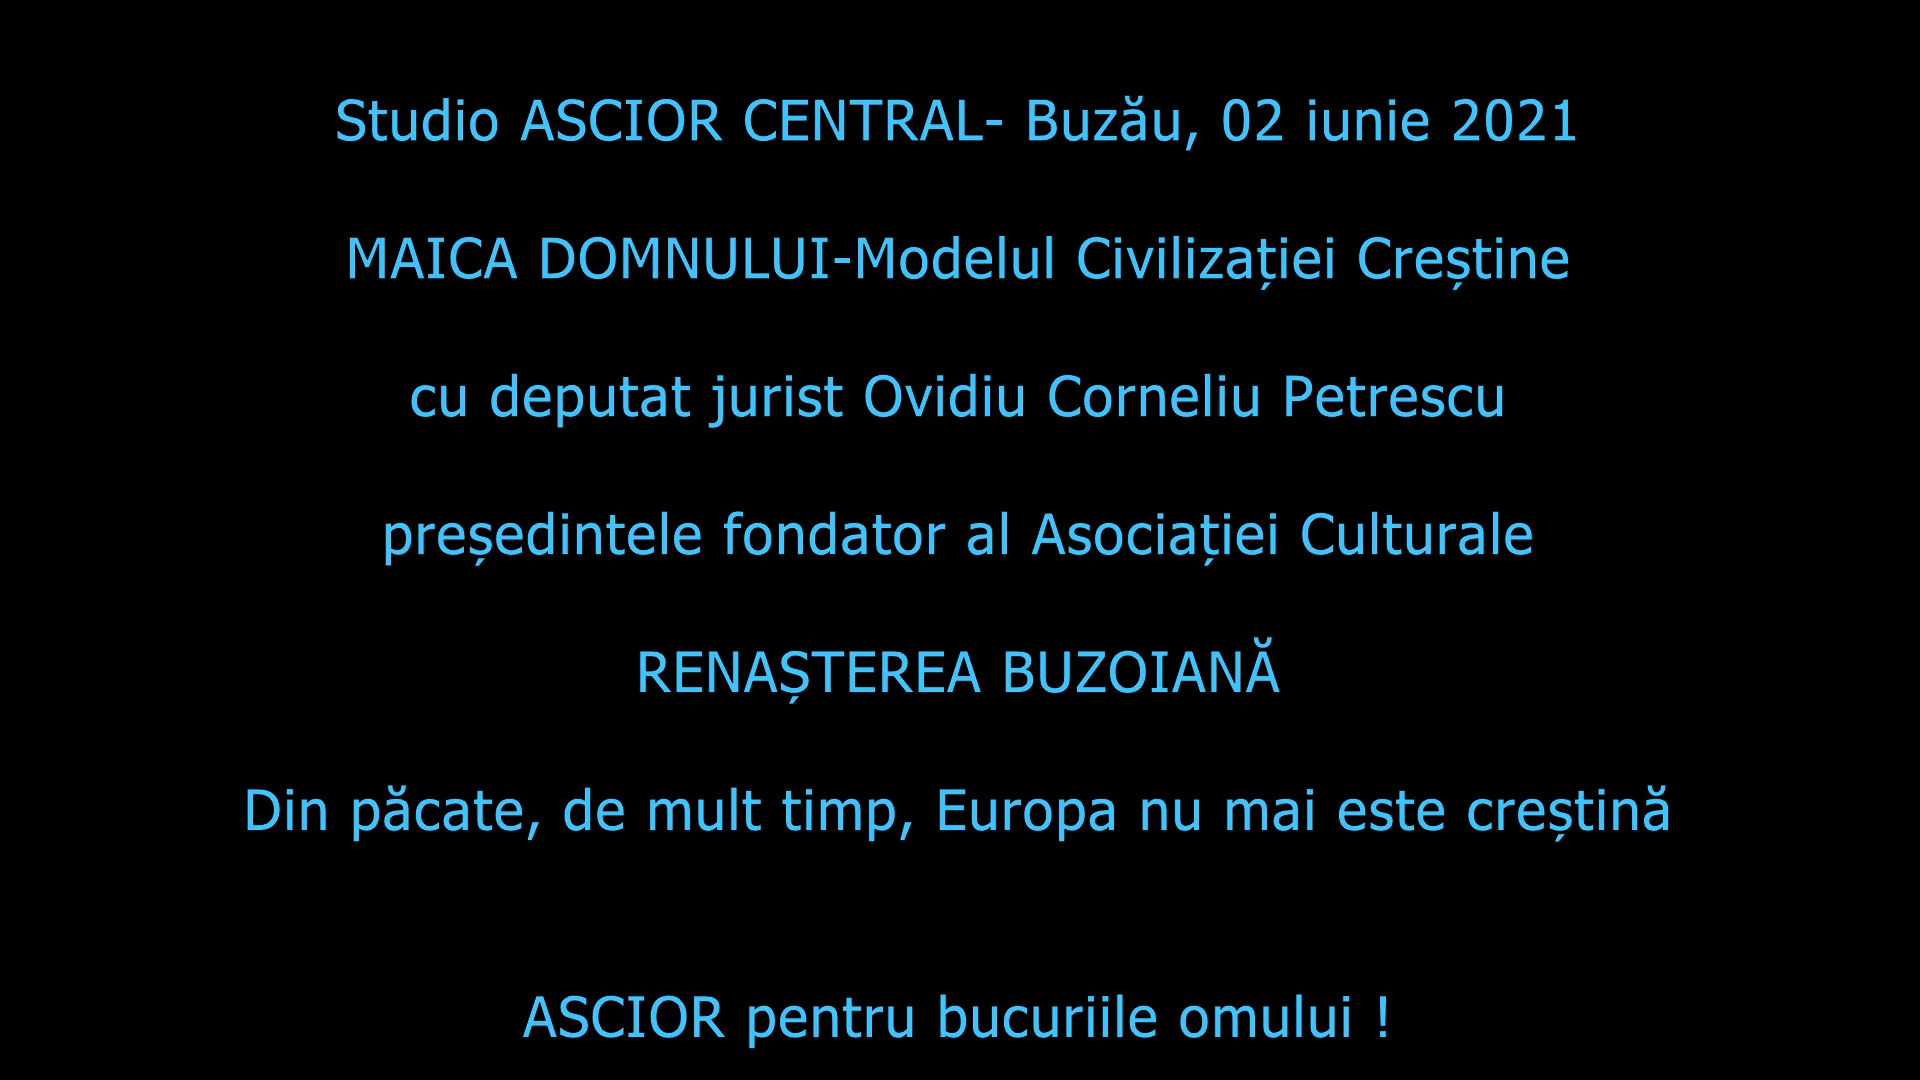 Studio ASCIOR CENTRAL- Buzău, 02 iunie 2021
MAICA DOMNULUI-Modelul Civilizației Creștine
cu deputat jurist Ovidiu Corneliu Petrescu
președintele fondator al Asociației Culturale
RENAȘTEREA BUZOIANĂ
Din păcate, de mult timp, Europa nu mai este creștină
ASCIOR pentru bucuriile omului !